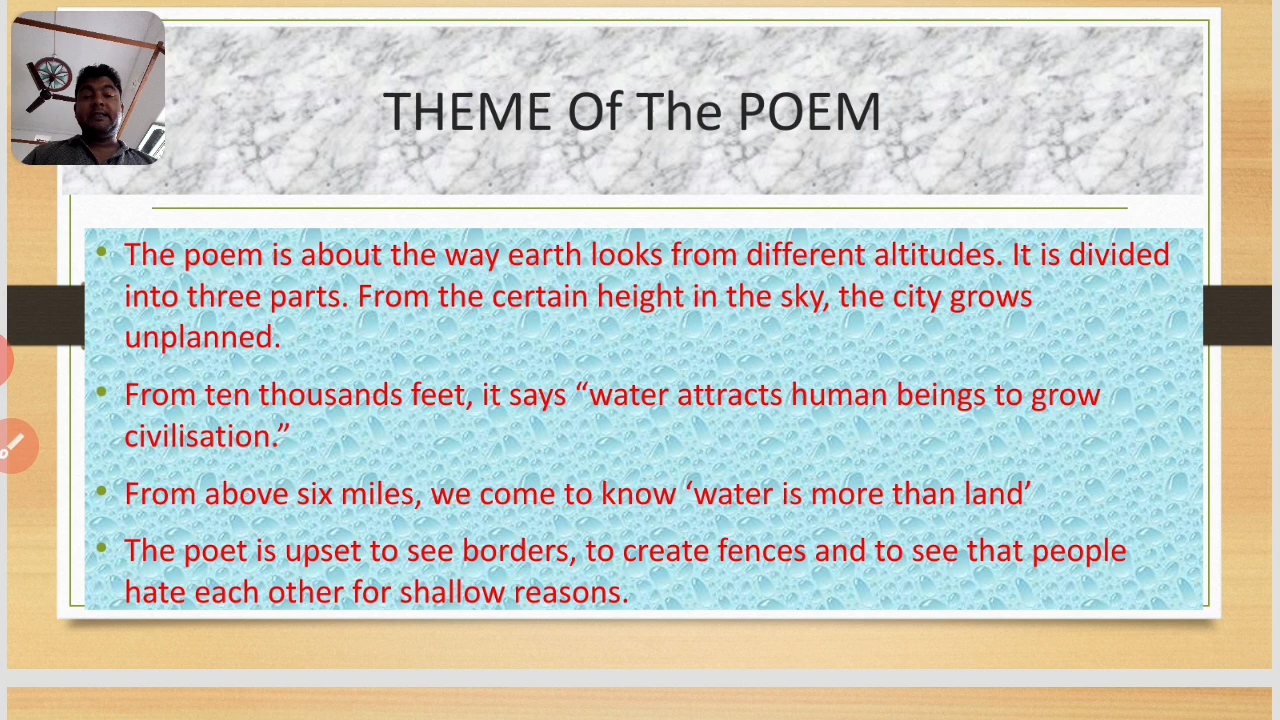 THEME Of The POEM
The poem is about the way earth looks from different altitudes. It is divided
into three parts. From the certain height in the sky, the city grows
unplanned.
From ten thousands feet, it says “water attracts human beings to grow
civilisation.”
From above six miles, we come to know ‘water is more than land’
The poet is upset to see borders, to create fences and to see that people
hate each other for shallow reasons.